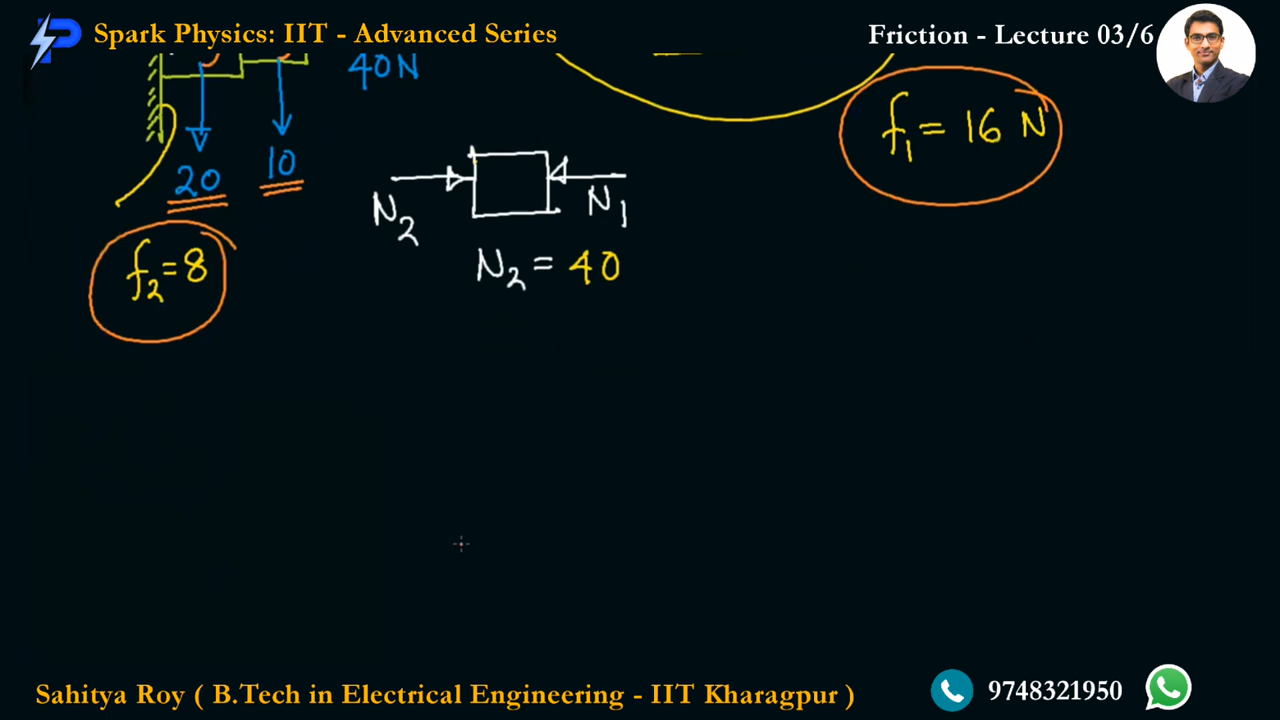 Spark Physics: IIT - Advanced Series
Friction - Lecture 03/6
40N
f₁ = 16 N
20
10
N₂
N₁
f₂=8
N₂ = 40
Sahitya Roy ( B.Tech in Electrical Engineering - IIT Kharagpur )
9748321950